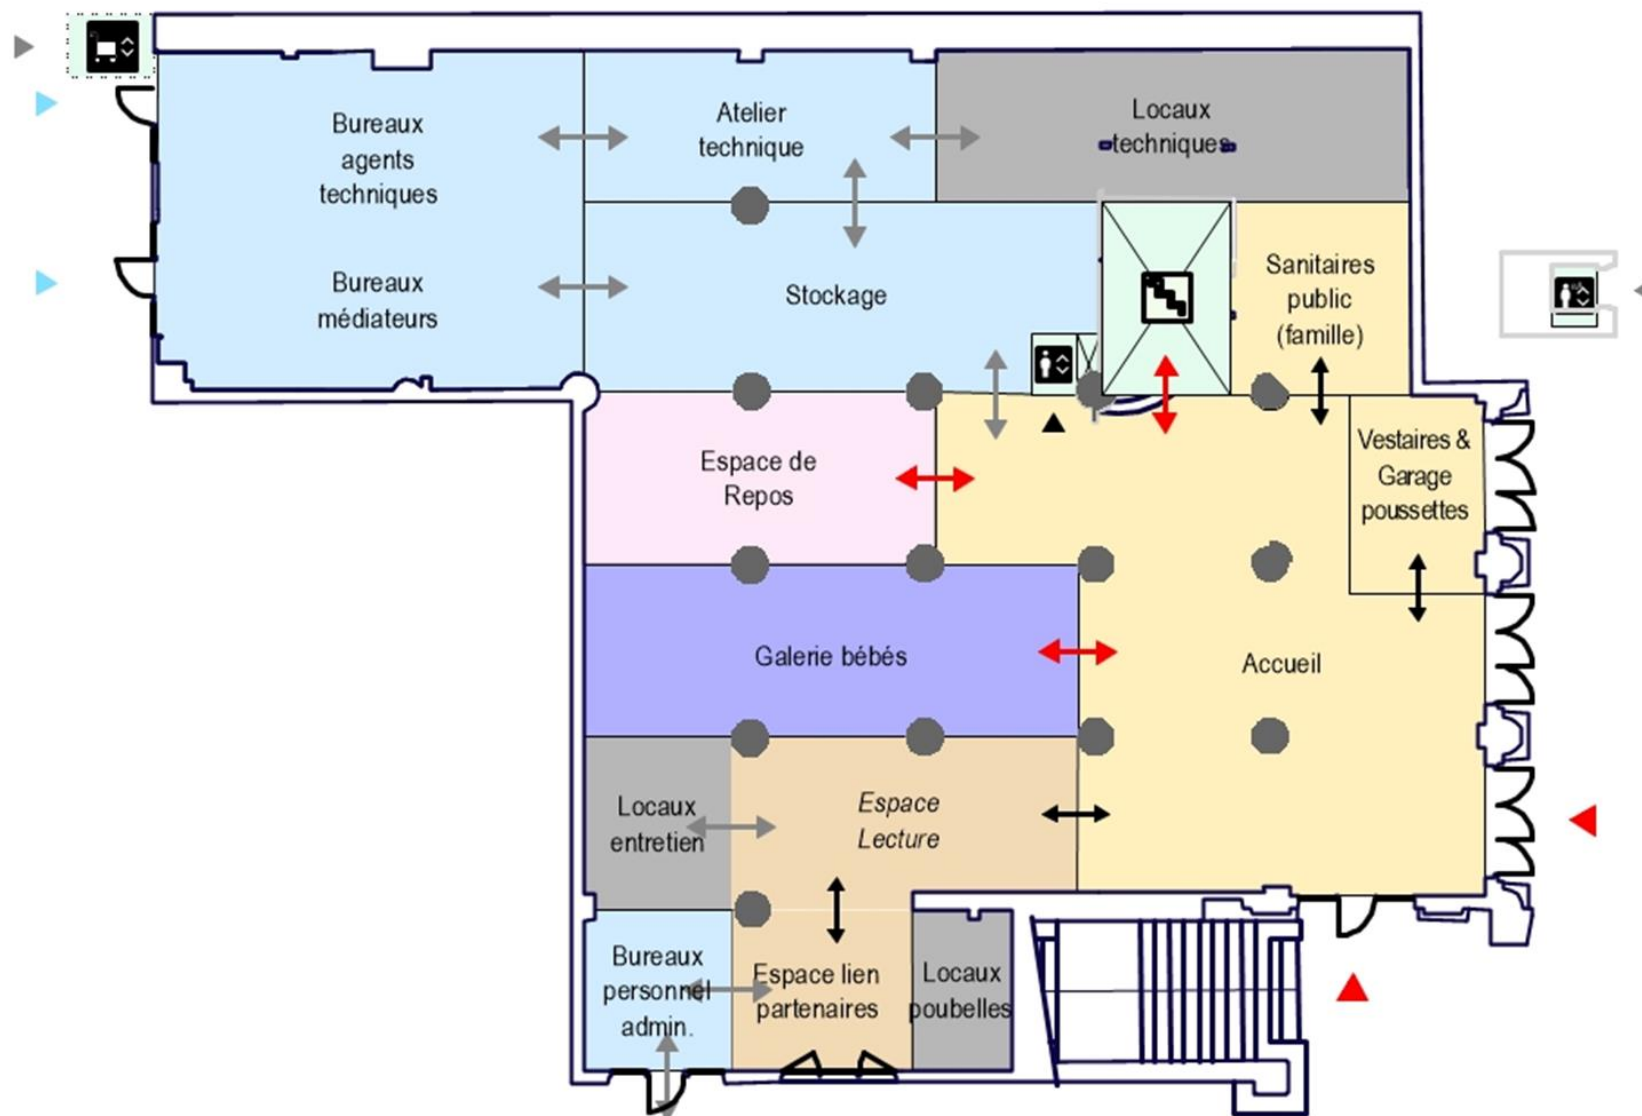 Bureaux
agents
techniques
Atelier
technique
Locaux
techniques
Bureaux
médiateurs
Stockage
Sanitaires
public
(famille)
Espace de
Repos
Vestaires &
Garage
poussettes
Galerie bébés
Accueil
Locaux
entretien
Espace
Lecture
Bureaux
personnel
admin.
Espace lien
partenaires
Locaux
poubelles